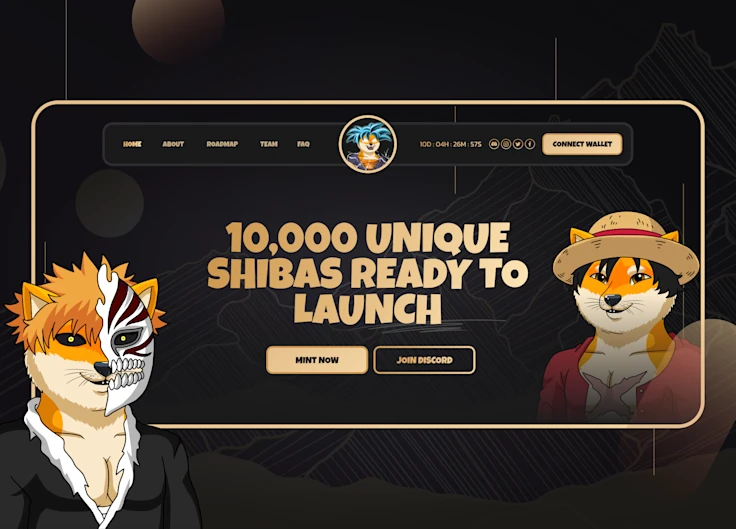 HOME ABOUT ROADMAP TEAM FAQ 10D : 04H : 26M : 57S CONNECT WALLET
10,000 UNIQUE
SHIBAS READY TO
LAUNCH
MINT NOW JOIN DISCORD